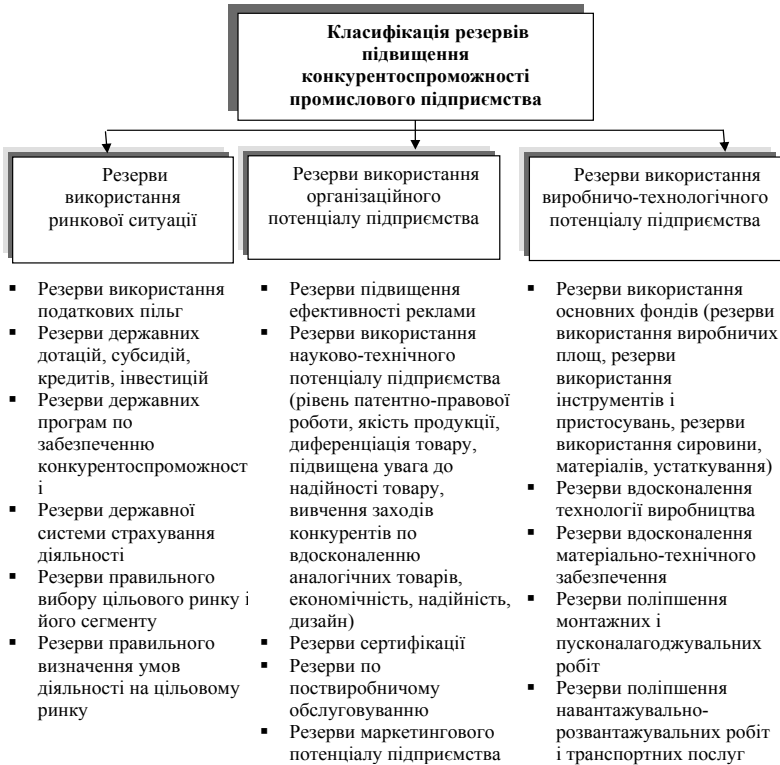 Класифікація резервів
підвищення
конкурентоспроможності
промислового підприємства
Резерви
використання
ринкової ситуації
Резерви використання
організаційного
потенціалу підприємства
Резерви використання
виробничо-технологічного
потенціалу підприємства
▪ Резерви використання
податкових пільг
▪ Резерви державних
дотацій, субсидій,
кредитів, інвестицій
▪ Резерви державних
програм по
забезпеченню
конкурентоспроможност
і
▪ Резерви державної
системи страхування
діяльності
▪ Резерви правильного
вибору цільового ринку і
його сегменту
▪ Резерви правильного
визначення умов
діяльності на цільовому
ринку
▪ Резерви підвищення
ефективності реклами
▪ Резерви використання
науково-технічного
потенціалу підприємства
(рівень патентно-правової
роботи, якість продукції,
диференціація товару,
підвищена увага до
надійності товару,
вивчення заходів
конкурентів по
вдосконаленню
аналогічних товарів,
економічність, надійність,
дизайн)
▪ Резерви сертифікації
▪ Резерви по
поствиробничому
обслуговуванню
▪ Резерви маркетингового
потенціалу підприємства
▪ Резерви використання
основних фондів (резерви
використання виробничих
площ, резерви
використання
інструментів і
пристосувань, резерви
використання сировини,
матеріалів, устаткування)
▪ Резерви вдосконалення
технології виробництва
▪ Резерви вдосконалення
матеріально-технічного
забезпечення
▪ Резерви поліпшення
монтажних і
пусконалагоджувальних
робіт
▪ Резерви поліпшення
навантажувально-
розвантажувальних робіт
і транспортних послуг